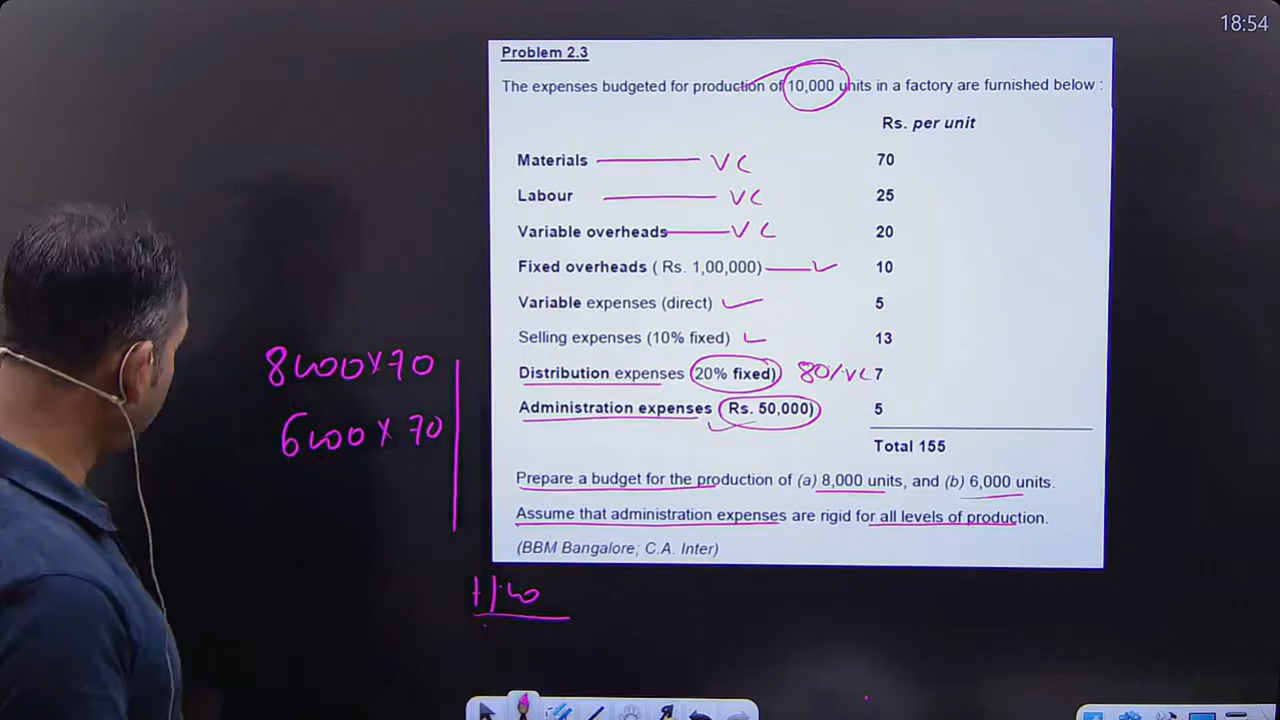 18:54
Problem 2.3
The expenses budgeted for production of 10,000 units in a factory are furnished below :
Rs. per unit
Materials VC 70
Labour VC 25
Variable overheads VC 20
Fixed overheads ( Rs. 1,00,000) 10
Variable expenses (direct) 5
Selling expenses (10% fixed) 13
Distribution expenses (20% fixed) 80% VC 7
Administration expenses Rs. 50,000) 5
Total 155
Prepare a budget for the production of (a) 8,000 units, and (b) 6,000 units.
Assume that administration expenses are rigid for all levels of production.
(BBM Bangalore; C.A. Inter)
8000 x 70
6000 x 70